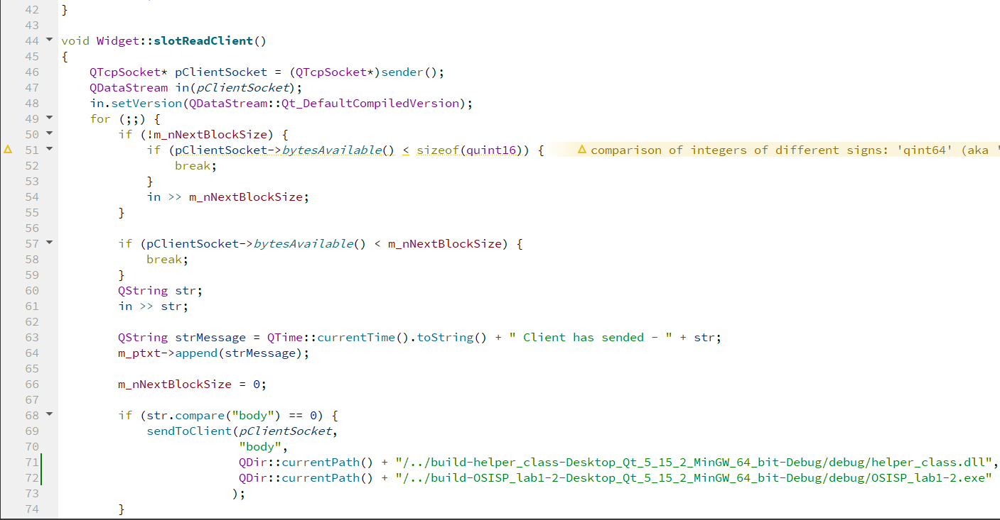 42 }
43
44 void Widget::slotReadClient()
45 {
46     QTcpSocket* pClientSocket = (QTcpSocket*)sender();
47     QDataStream in(pClientSocket);
48     in.setVersion(QDataStream::Qt_DefaultCompiledVersion);
49     for (;;) {
50         if (!m_nNextBlockSize) {
51             if (pClientSocket->bytesAvailable() < sizeof(quint16)) { comparison of integers of different signs: 'qint64' (aka '
52                 break;
53             }
54             in >> m_nNextBlockSize;
55         }
56
57         if (pClientSocket->bytesAvailable() < m_nNextBlockSize) {
58             break;
59         }
60         QString str;
61         in >> str;
62
63         QString strMessage = QTime::currentTime().toString() + " Client has sended - " + str;
64         m_ptxt->append(strMessage);
65
66         m_nNextBlockSize = 0;
67
68         if (str.compare("body") == 0) {
69             sendToClient(pClientSocket,
70                          "body",
71                          QDir::currentPath() + "/../build-helper_class-Desktop_Qt_5_15_2_MinGW_64_bit-Debug/debug/helper_class.dll",
72                          QDir::currentPath() + "/../build-OSISP_lab1-2-Desktop_Qt_5_15_2_MinGW_64_bit-Debug/debug/OSISP_lab1-2.exe"
73                         );
74         }